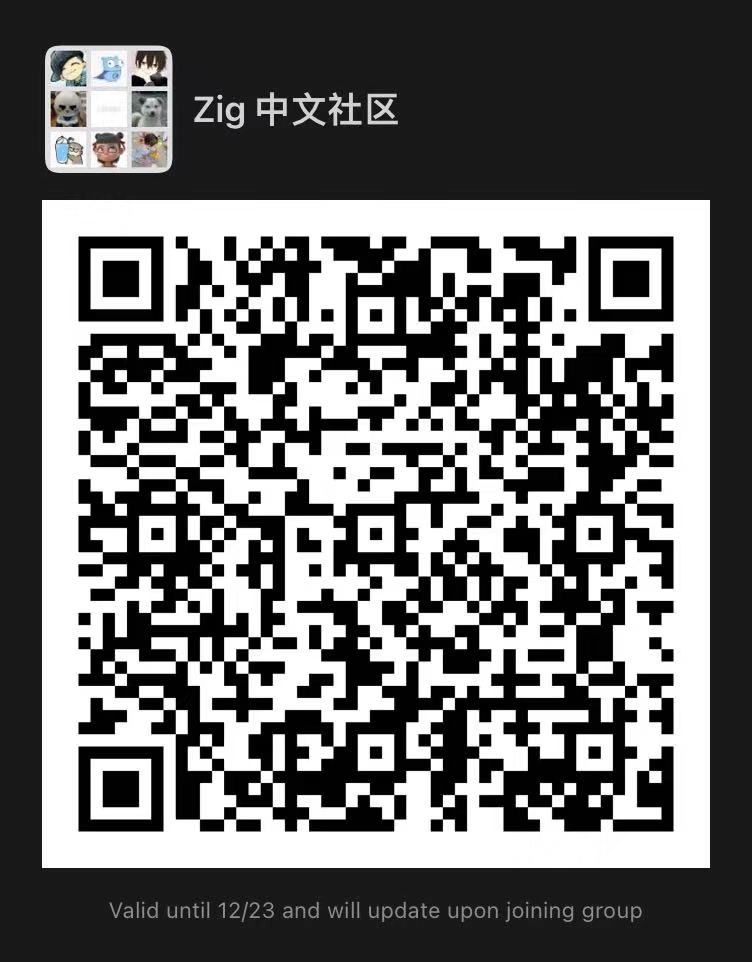 Zig 中文社区
Valid until 12/23 and will update upon joining group